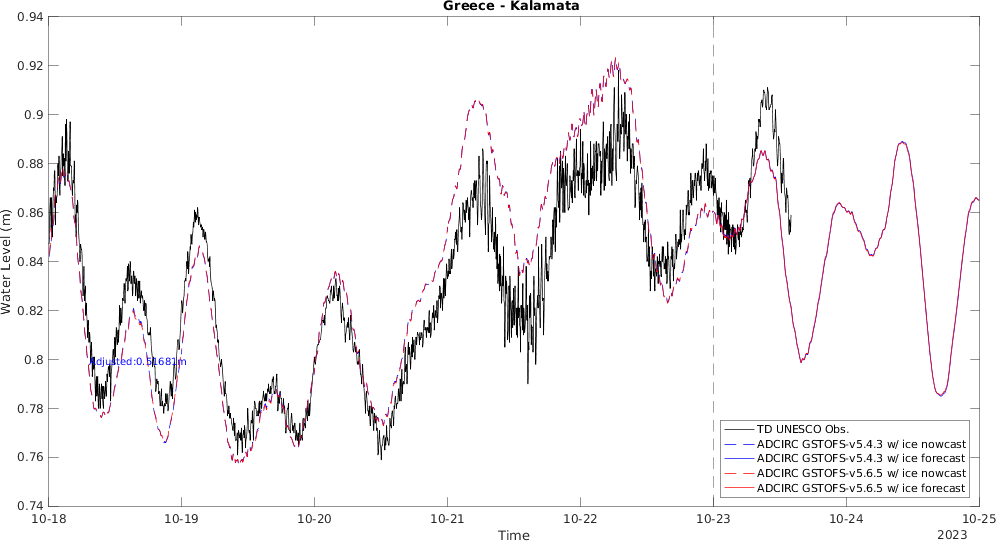 Greece - Kalamata
0.94
0.92
0.9
0.88
0.86
0.84
0.82
0.8
0.78
0.76
0.74
Water Level (m)
Adjusted:0.51681m
TD UNESCO Obs.
ADCIRC GSTOFS-v5.4.3 w/ ice nowcast
ADCIRC GSTOFS-v5.4.3 w/ ice forecast
ADCIRC GSTOFS-v5.6.5 w/ ice nowcast
ADCIRC GSTOFS-v5.6.5 w/ ice forecast
10-18 10-19 10-20 10-21 10-22 10-23 10-24 10-25
Time
2023